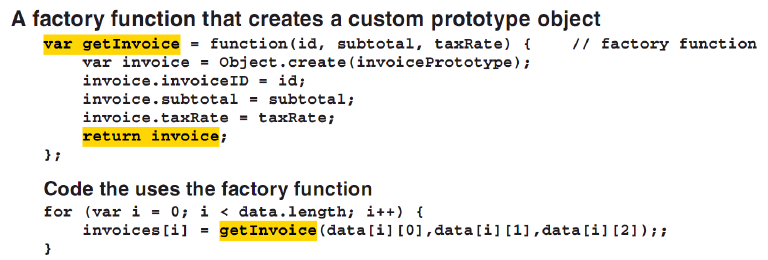 A factory function that creates a custom prototype object
var getInvoice = function(id, subtotal, taxRate) {    // factory function
    var invoice = Object.create(invoicePrototype);
    invoice.invoiceID = id;
    invoice.subtotal = subtotal;
    invoice.taxRate = taxRate;
    return invoice;
};
Code the uses the factory function
for (var i = 0; i < data.length; i++) {
    invoices[i] = getInvoice(data[i][0],data[i][1],data[i][2]);;
}